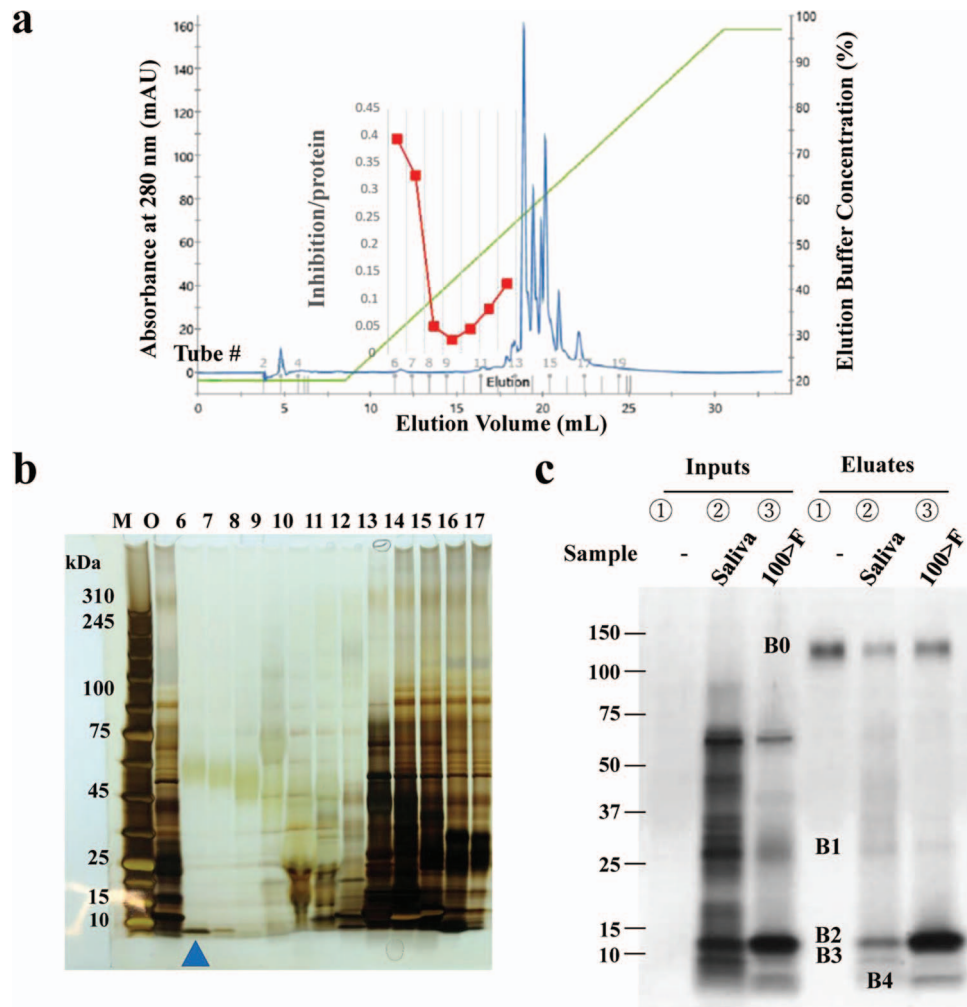 a
Absorbance at 280 nm (mAU)
160
140
120
100
80
60
40
20
0
Inhibition/protein
0.45
0.4
0.35
0.3
0.25
0.2
0.15
0.1
0.05
0
Elution Buffer Concentration (%)
100
90
80
70
60
50
40
30
20
Tube #
2 4 6 7 8 9 11 13 15 17 19
Elution
0 5 10 15 20 25 30
Elution Volume (mL)
b
M O 6 7 8 9 10 11 12 13 14 15 16 17
kDa
310
245
100
75
45
25
15
10
c
Inputs Eluates
① ② ③ ① ② ③
Sample - Saliva 100>F - Saliva 100>F
150
100
75
50
37
25
15
10
B0
B1
B2
B3
B4